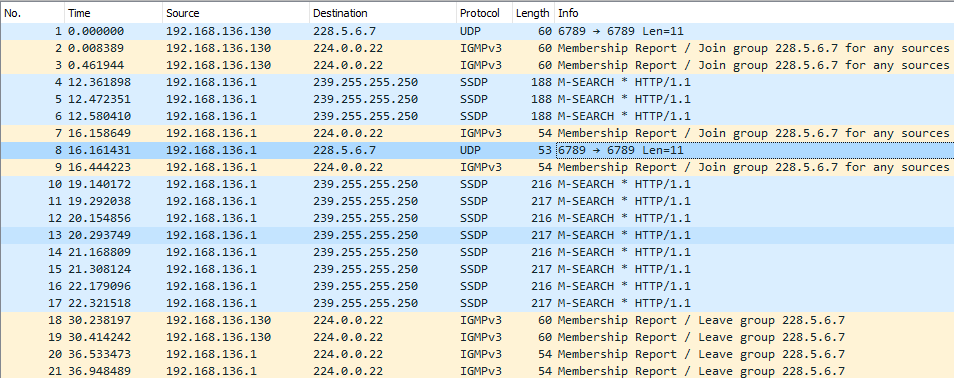 No. Time Source Destination Protocol Length Info
1 0.000000 192.168.136.130 228.5.6.7 UDP 60 6789 → 6789 Len=11
2 0.008389 192.168.136.130 224.0.0.22 IGMPv3 60 Membership Report / Join group 228.5.6.7 for any sources
3 0.461944 192.168.136.130 224.0.0.22 IGMPv3 60 Membership Report / Join group 228.5.6.7 for any sources
4 12.361898 192.168.136.1 239.255.255.250 SSDP 188 M-SEARCH * HTTP/1.1
5 12.472351 192.168.136.1 239.255.255.250 SSDP 188 M-SEARCH * HTTP/1.1
6 12.580410 192.168.136.1 239.255.255.250 SSDP 188 M-SEARCH * HTTP/1.1
7 16.158649 192.168.136.1 224.0.0.22 IGMPv3 54 Membership Report / Join group 228.5.6.7 for any sources
8 16.161431 192.168.136.1 228.5.6.7 UDP 53 6789 → 6789 Len=11
9 16.444223 192.168.136.1 224.0.0.22 IGMPv3 54 Membership Report / Join group 228.5.6.7 for any sources
10 19.140172 192.168.136.1 239.255.255.250 SSDP 216 M-SEARCH * HTTP/1.1
11 19.292038 192.168.136.1 239.255.255.250 SSDP 217 M-SEARCH * HTTP/1.1
12 20.154856 192.168.136.1 239.255.255.250 SSDP 216 M-SEARCH * HTTP/1.1
13 20.293749 192.168.136.1 239.255.255.250 SSDP 217 M-SEARCH * HTTP/1.1
14 21.168809 192.168.136.1 239.255.255.250 SSDP 216 M-SEARCH * HTTP/1.1
15 21.308124 192.168.136.1 239.255.255.250 SSDP 217 M-SEARCH * HTTP/1.1
16 22.179096 192.168.136.1 239.255.255.250 SSDP 216 M-SEARCH * HTTP/1.1
17 22.321518 192.168.136.1 239.255.255.250 SSDP 217 M-SEARCH * HTTP/1.1
18 30.238197 192.168.136.130 224.0.0.22 IGMPv3 60 Membership Report / Leave group 228.5.6.7
19 30.414242 192.168.136.130 224.0.0.22 IGMPv3 60 Membership Report / Leave group 228.5.6.7
20 36.533473 192.168.136.1 224.0.0.22 IGMPv3 54 Membership Report / Leave group 228.5.6.7
21 36.948489 192.168.136.1 224.0.0.22 IGMPv3 54 Membership Report / Leave group 228.5.6.7